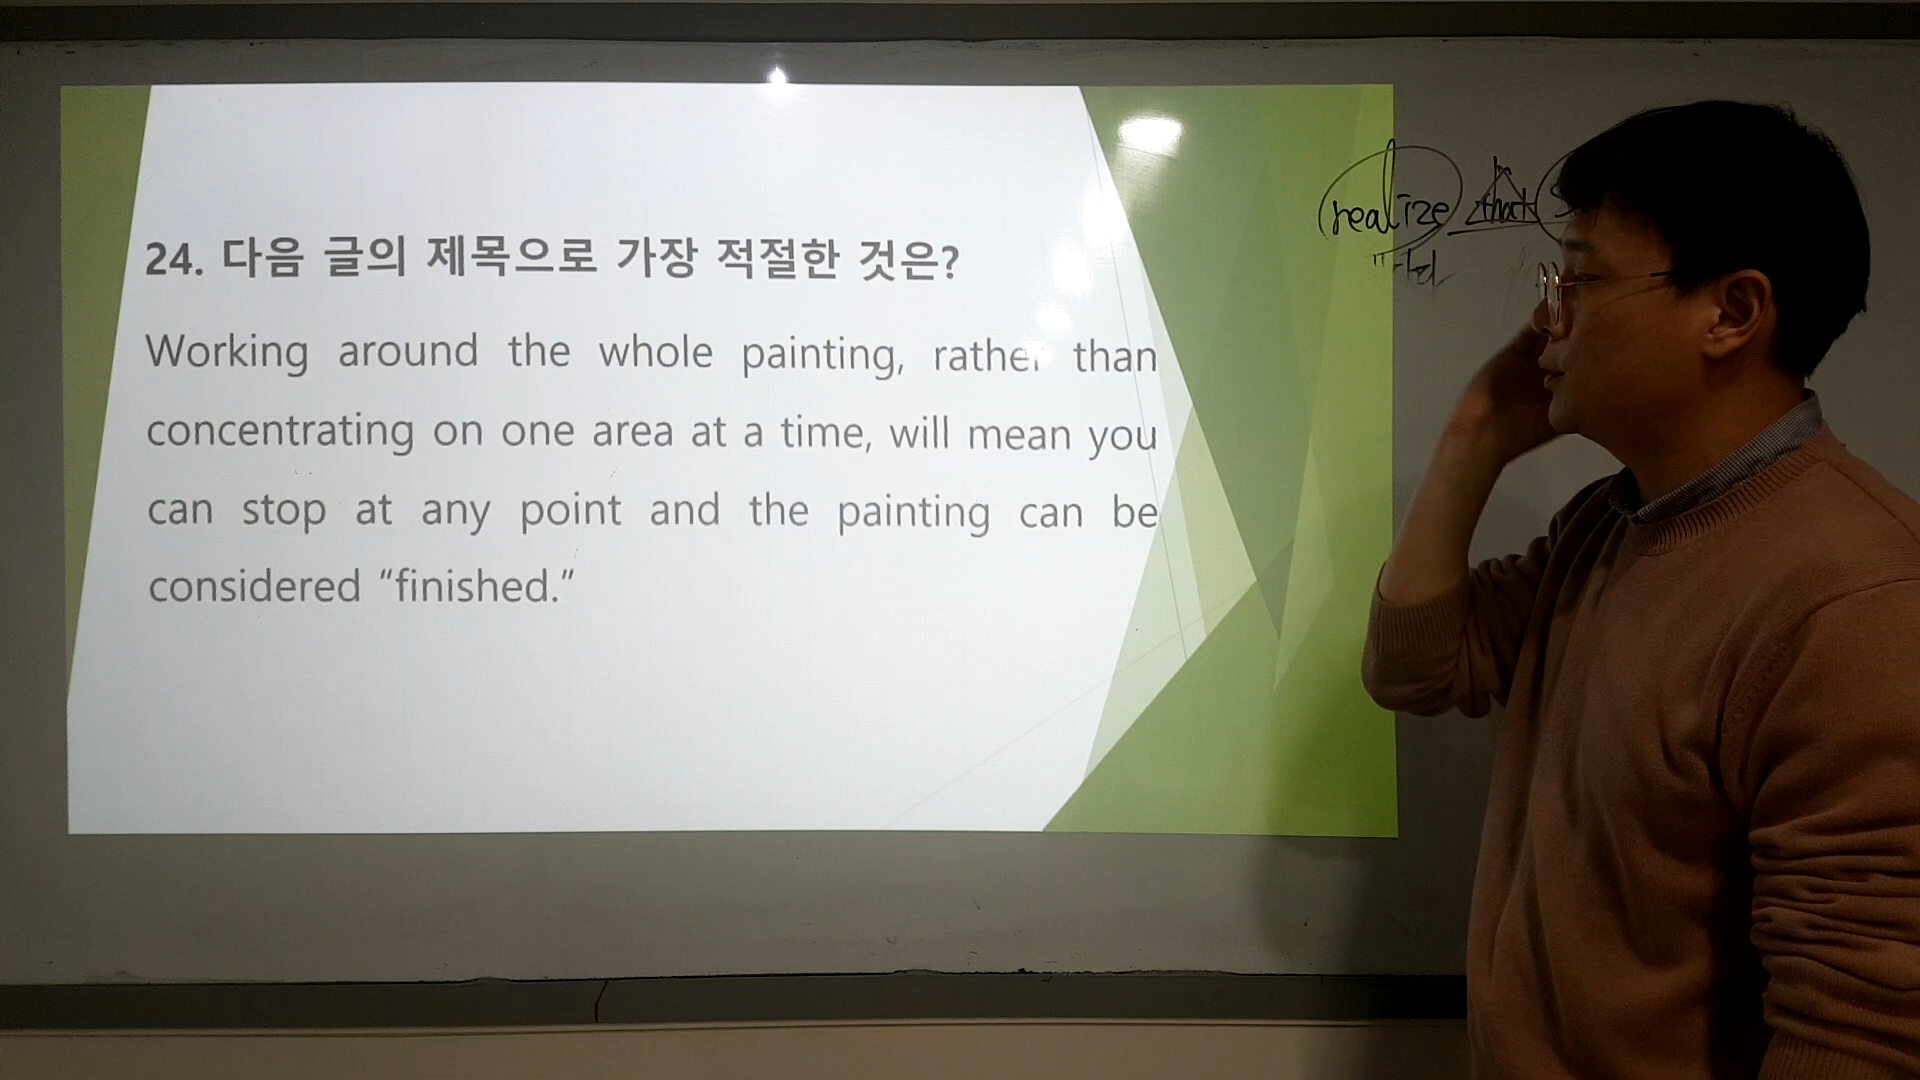 24. 다음 글의 제목으로 가장 적절한 것은?
Working around the whole painting, rather than
concentrating on one area at a time, will mean you
can stop at any point and the painting can be
considered “finished.”
realize that